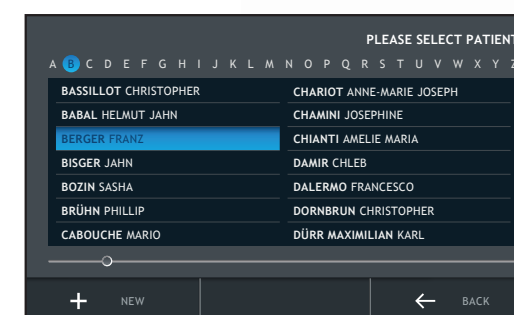 PLEASE SELECT PATIENT
A B C D E F G H I J K L M N O P Q R S T U V W X Y Z
BASSILLOT CHRISTOPHER
BABAL HELMUT JAHN
BERGER FRANZ
BISGER JAHN
BOZIN SASHA
BRÜHN PHILLIP
CABOUCHE MARIO
CHARIOT ANNE-MARIE JOSEPH
CHAMINI JOSEPHINE
CHIANTI AMELIE MARIA
DAMIR CHLEB
DALERMO FRANCESCO
DORNBRUN CHRISTOPHER
DÜRR MAXIMILIAN KARL
NEW
BACK